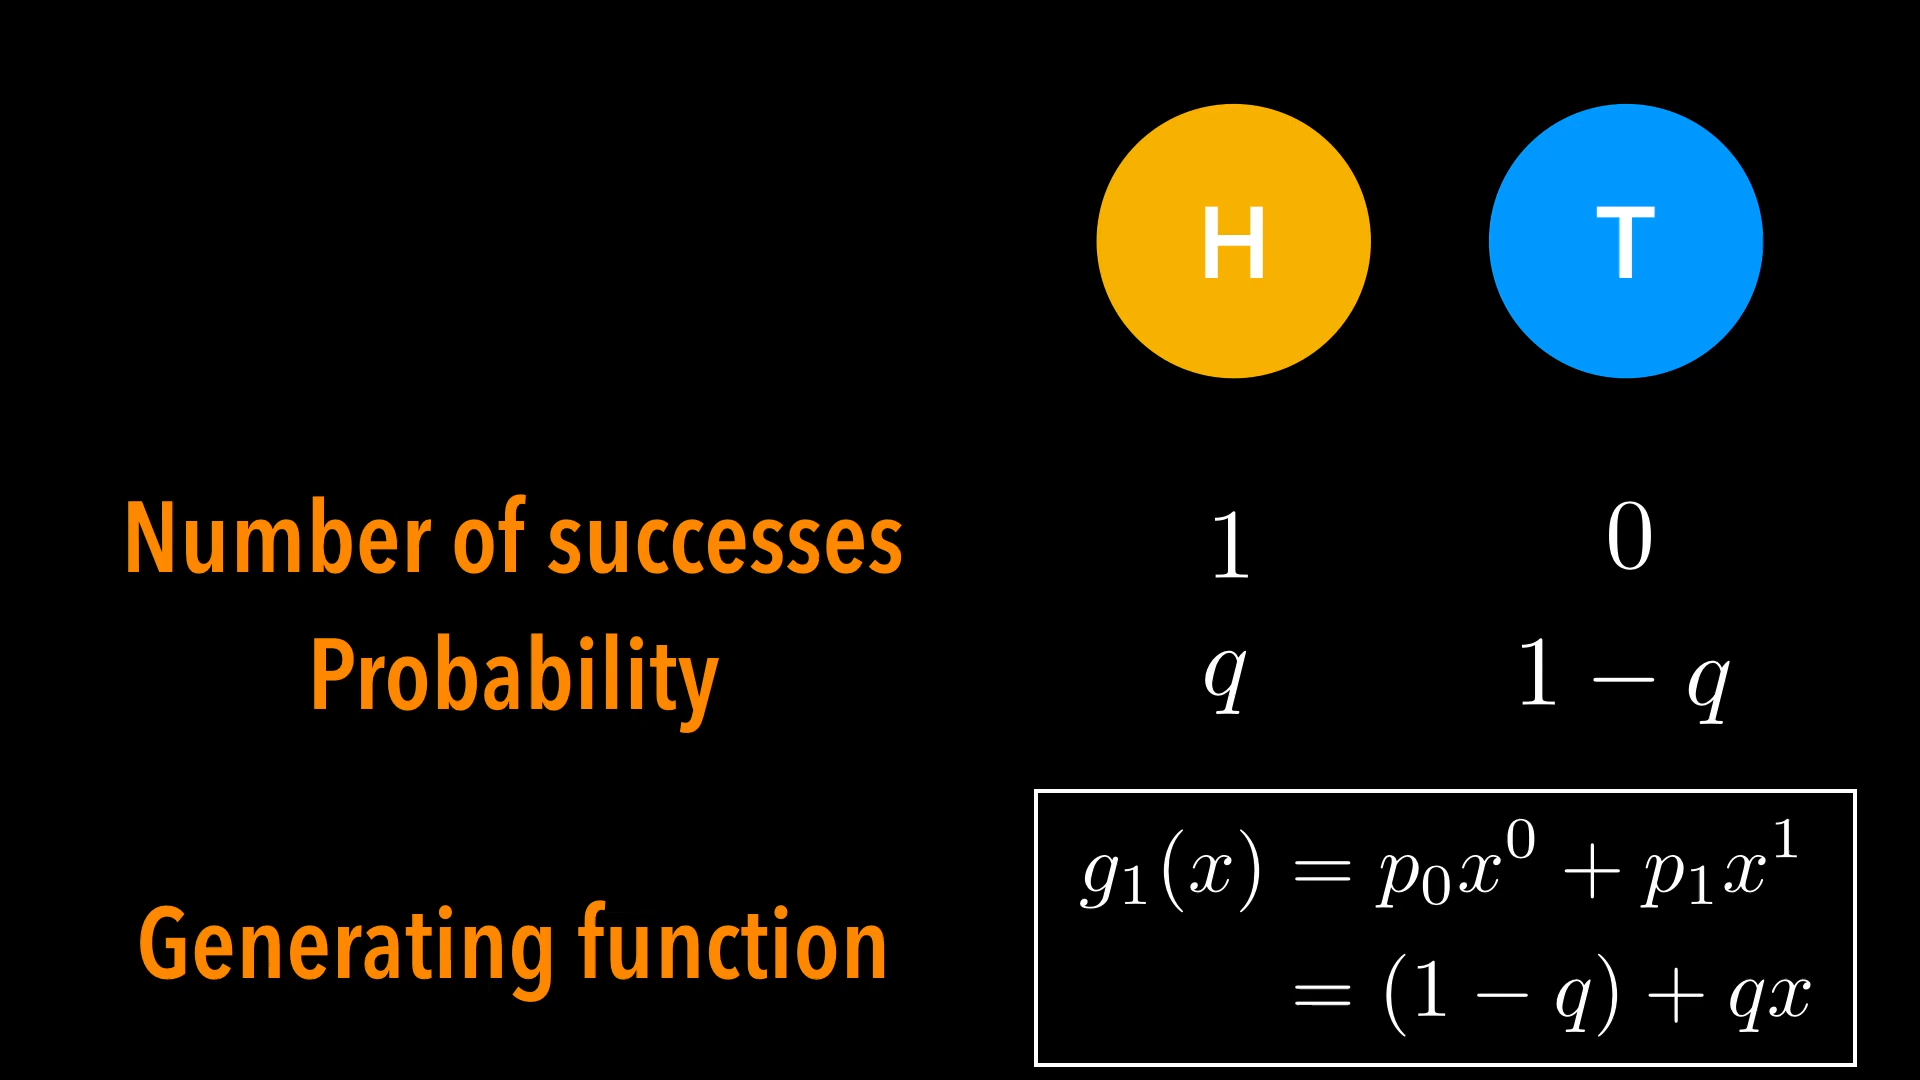 H T
Number of successes 1 0
Probability q 1 − q
Generating function
g₁(x) = p₀x⁰ + p₁x¹
= (1 − q) + qx